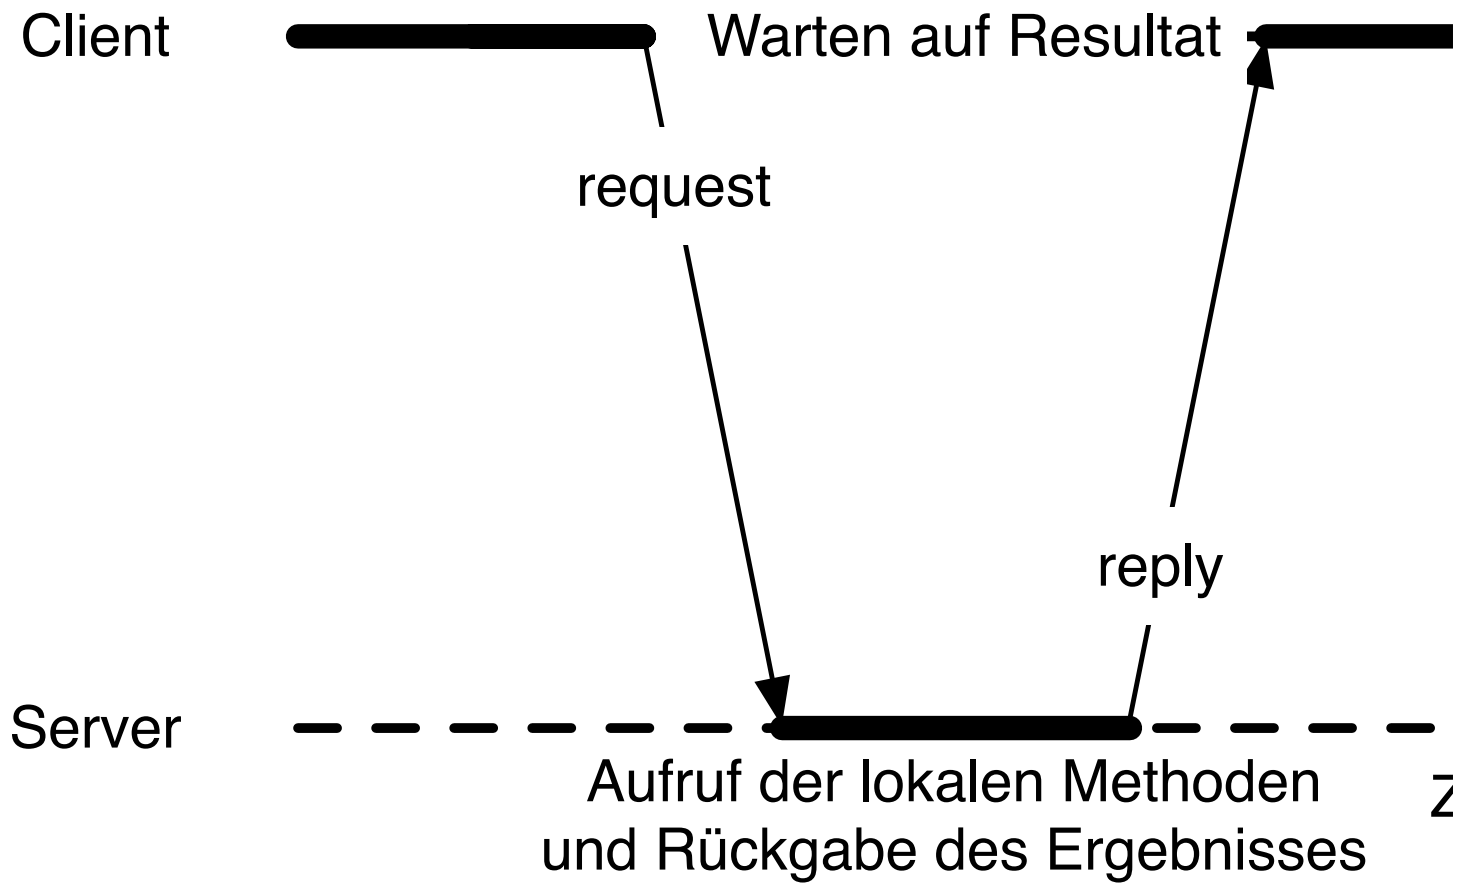 Client
Warten auf Resultat
request
reply
Server
Aufruf der lokalen Methoden
und Rückgabe des Ergebnisses